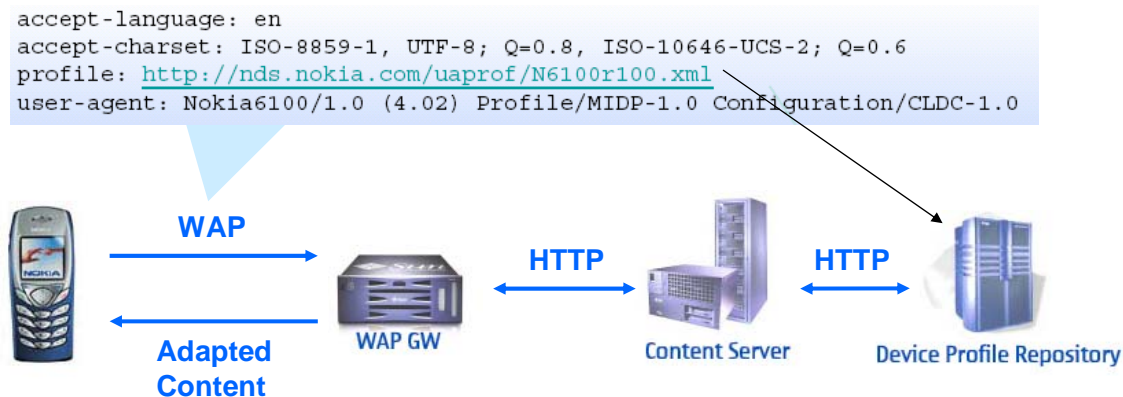 accept-language: en
accept-charset: ISO-8859-1, UTF-8; Q=0.8, ISO-10646-UCS-2; Q=0.6
profile: http://nds.nokia.com/uaprof/N6100r100.xml
user-agent: Nokia6100/1.0 (4.02) Profile/MIDP-1.0 Configuration/CLDC-1.0
WAP
HTTP
HTTP
NOKIA
Sun
WAP GW
Adapted
Content
Content Server
Device Profile Repository